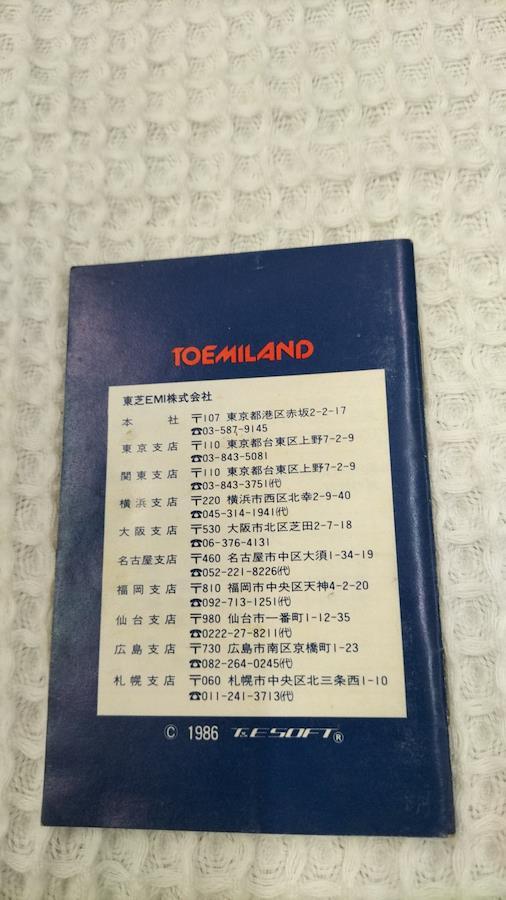 TOEMILAND
東芝EMI株式会社
本社 〒107 東京都港区赤坂2-2-17
☎03-587-9145
東京支店 〒110 東京都台東区上野7-2-9
☎03-843-5081
関東支店 〒110 東京都台東区上野7-2-9
☎03-843-3751㈹
横浜支店 〒220 横浜市西区北幸2-9-40
☎045-314-1941㈹
大阪支店 〒530 大阪市北区芝田2-7-18
☎06-376-4131
名古屋支店 〒460 名古屋市中区大須1-34-19
☎052-221-8226㈹
福岡支店 〒810 福岡市中央区天神4-2-20
☎092-713-1251㈹
仙台支店 〒980 仙台市一番町1-12-35
☎0222-27-8211㈹
広島支店 〒730 広島市南区京橋町1-23
☎082-264-0245㈹
札幌支店 〒060 札幌市中央区北三条西1-10
☎011-241-3713㈹
© 1986 T&E SOFT®